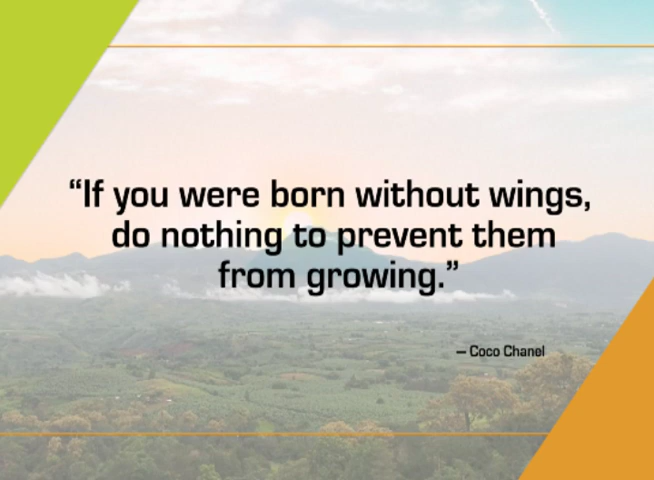 “If you were born without wings,
do nothing to prevent them
from growing.”
– Coco Chanel